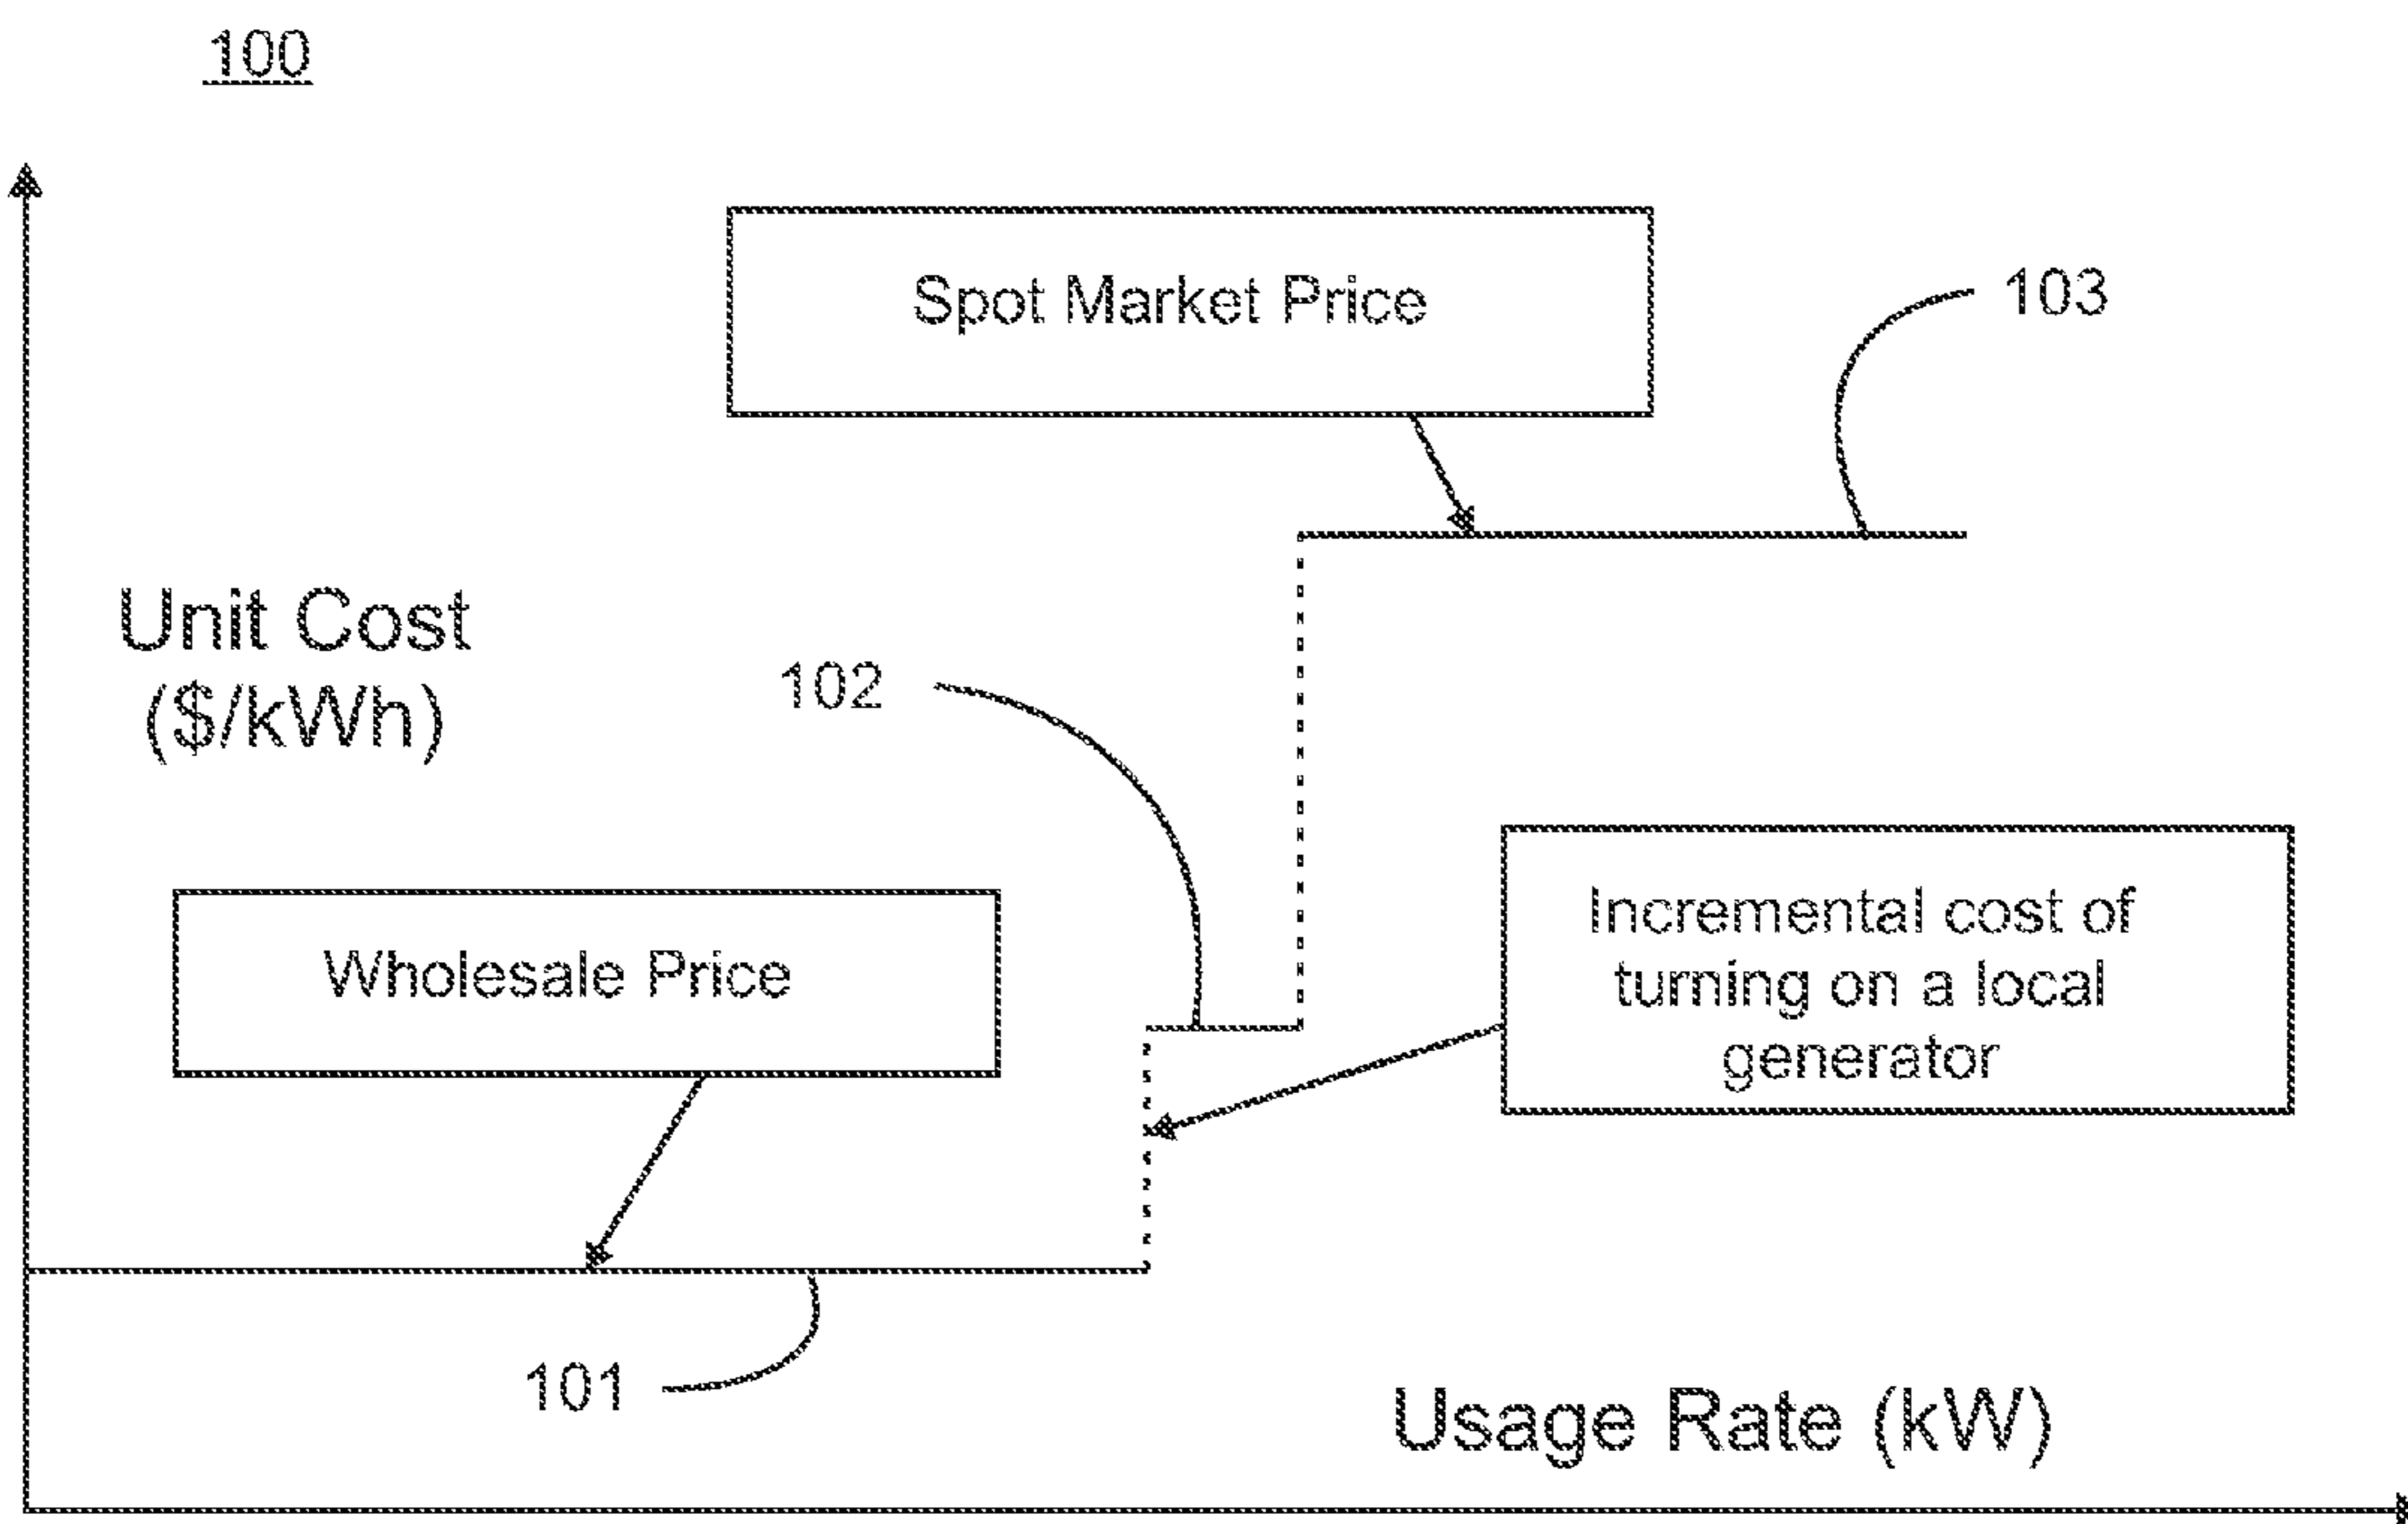 100
Spot Market Price
103
Unit Cost
($/kWh)
102
Wholesale Price
Incremental cost of
turning on a local
generator
101
Usage Rate (kW)